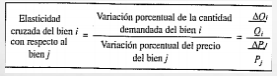 Elasticidad
cruzada del bien i
con respecto al
bien j
=
Variación porcentual de la cantidad
demandada del bien i
Variación porcentual del precio
del bien j
=
ΔQi
Qi
ΔPj
Pj